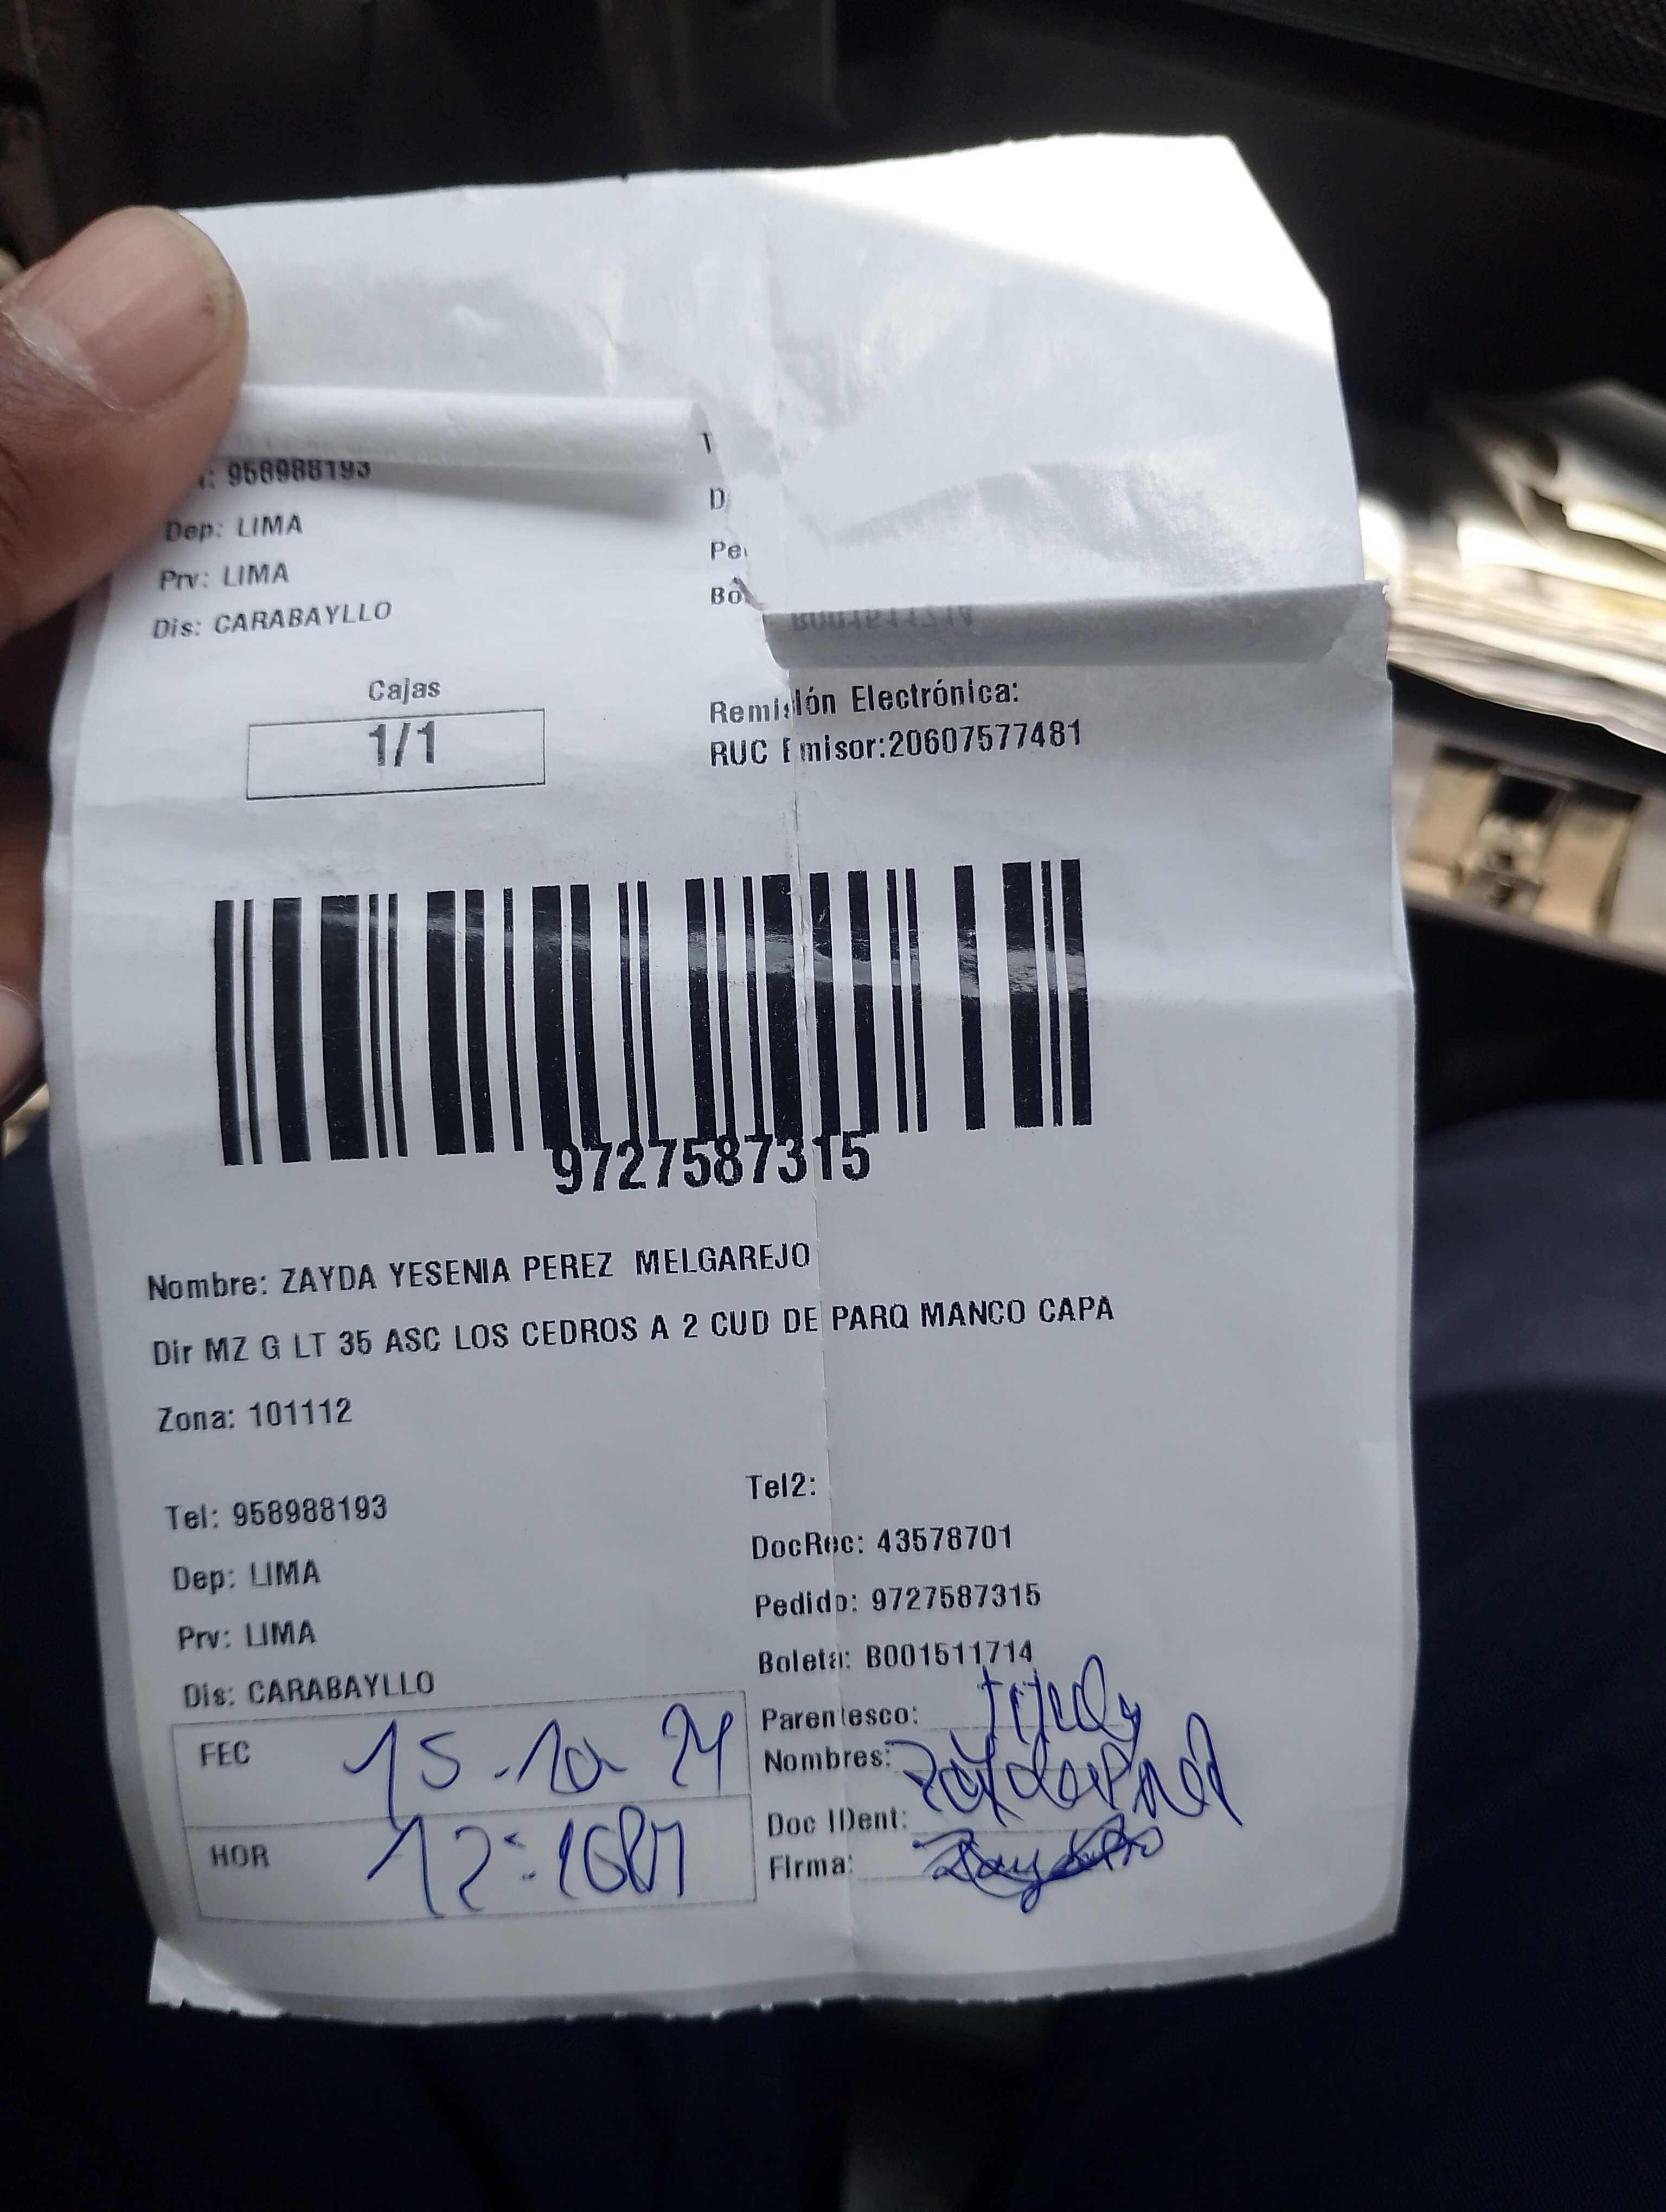 : 958988193
Dep: LIMA
Prv: LIMA
Dis: CARABAYLLO
T
D
Pe
Bo
B001511714
Cajas
1/1
Remisión Electrónica:
RUC Emisor:20607577481
9727587315
Nombre: ZAYDA YESENIA PEREZ MELGAREJO
Dir MZ G LT 35 ASC LOS CEDROS A 2 CUD DE PARQ MANCO CAPA
Zona: 101112
Tel: 958988193
Dep: LIMA
Prv: LIMA
Dis: CARABAYLLO
Tel2:
DocRec: 43578701
Pedido: 9727587315
Boleta: B001511714
Parentesco:
Nombres:
Doc IDent:
Firma:
FEC 15-10-24
HOR